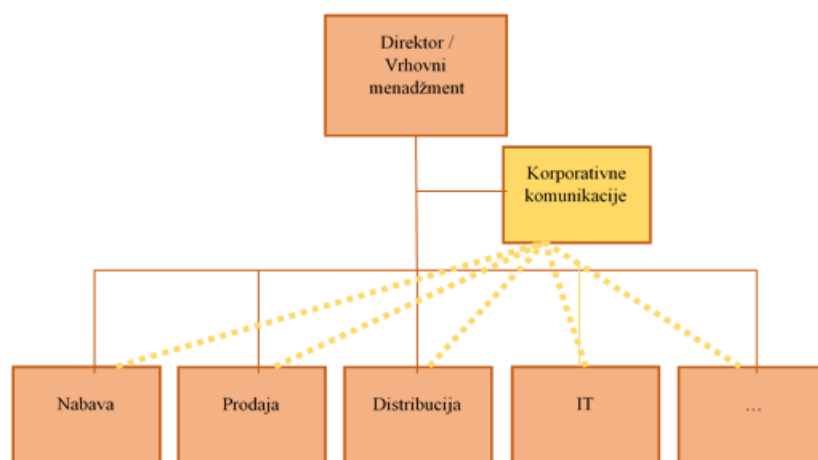 Direktor /
Vrhovni
menadžment
Korporativne
komunikacije
Nabava
Prodaja
Distribucija
IT
...